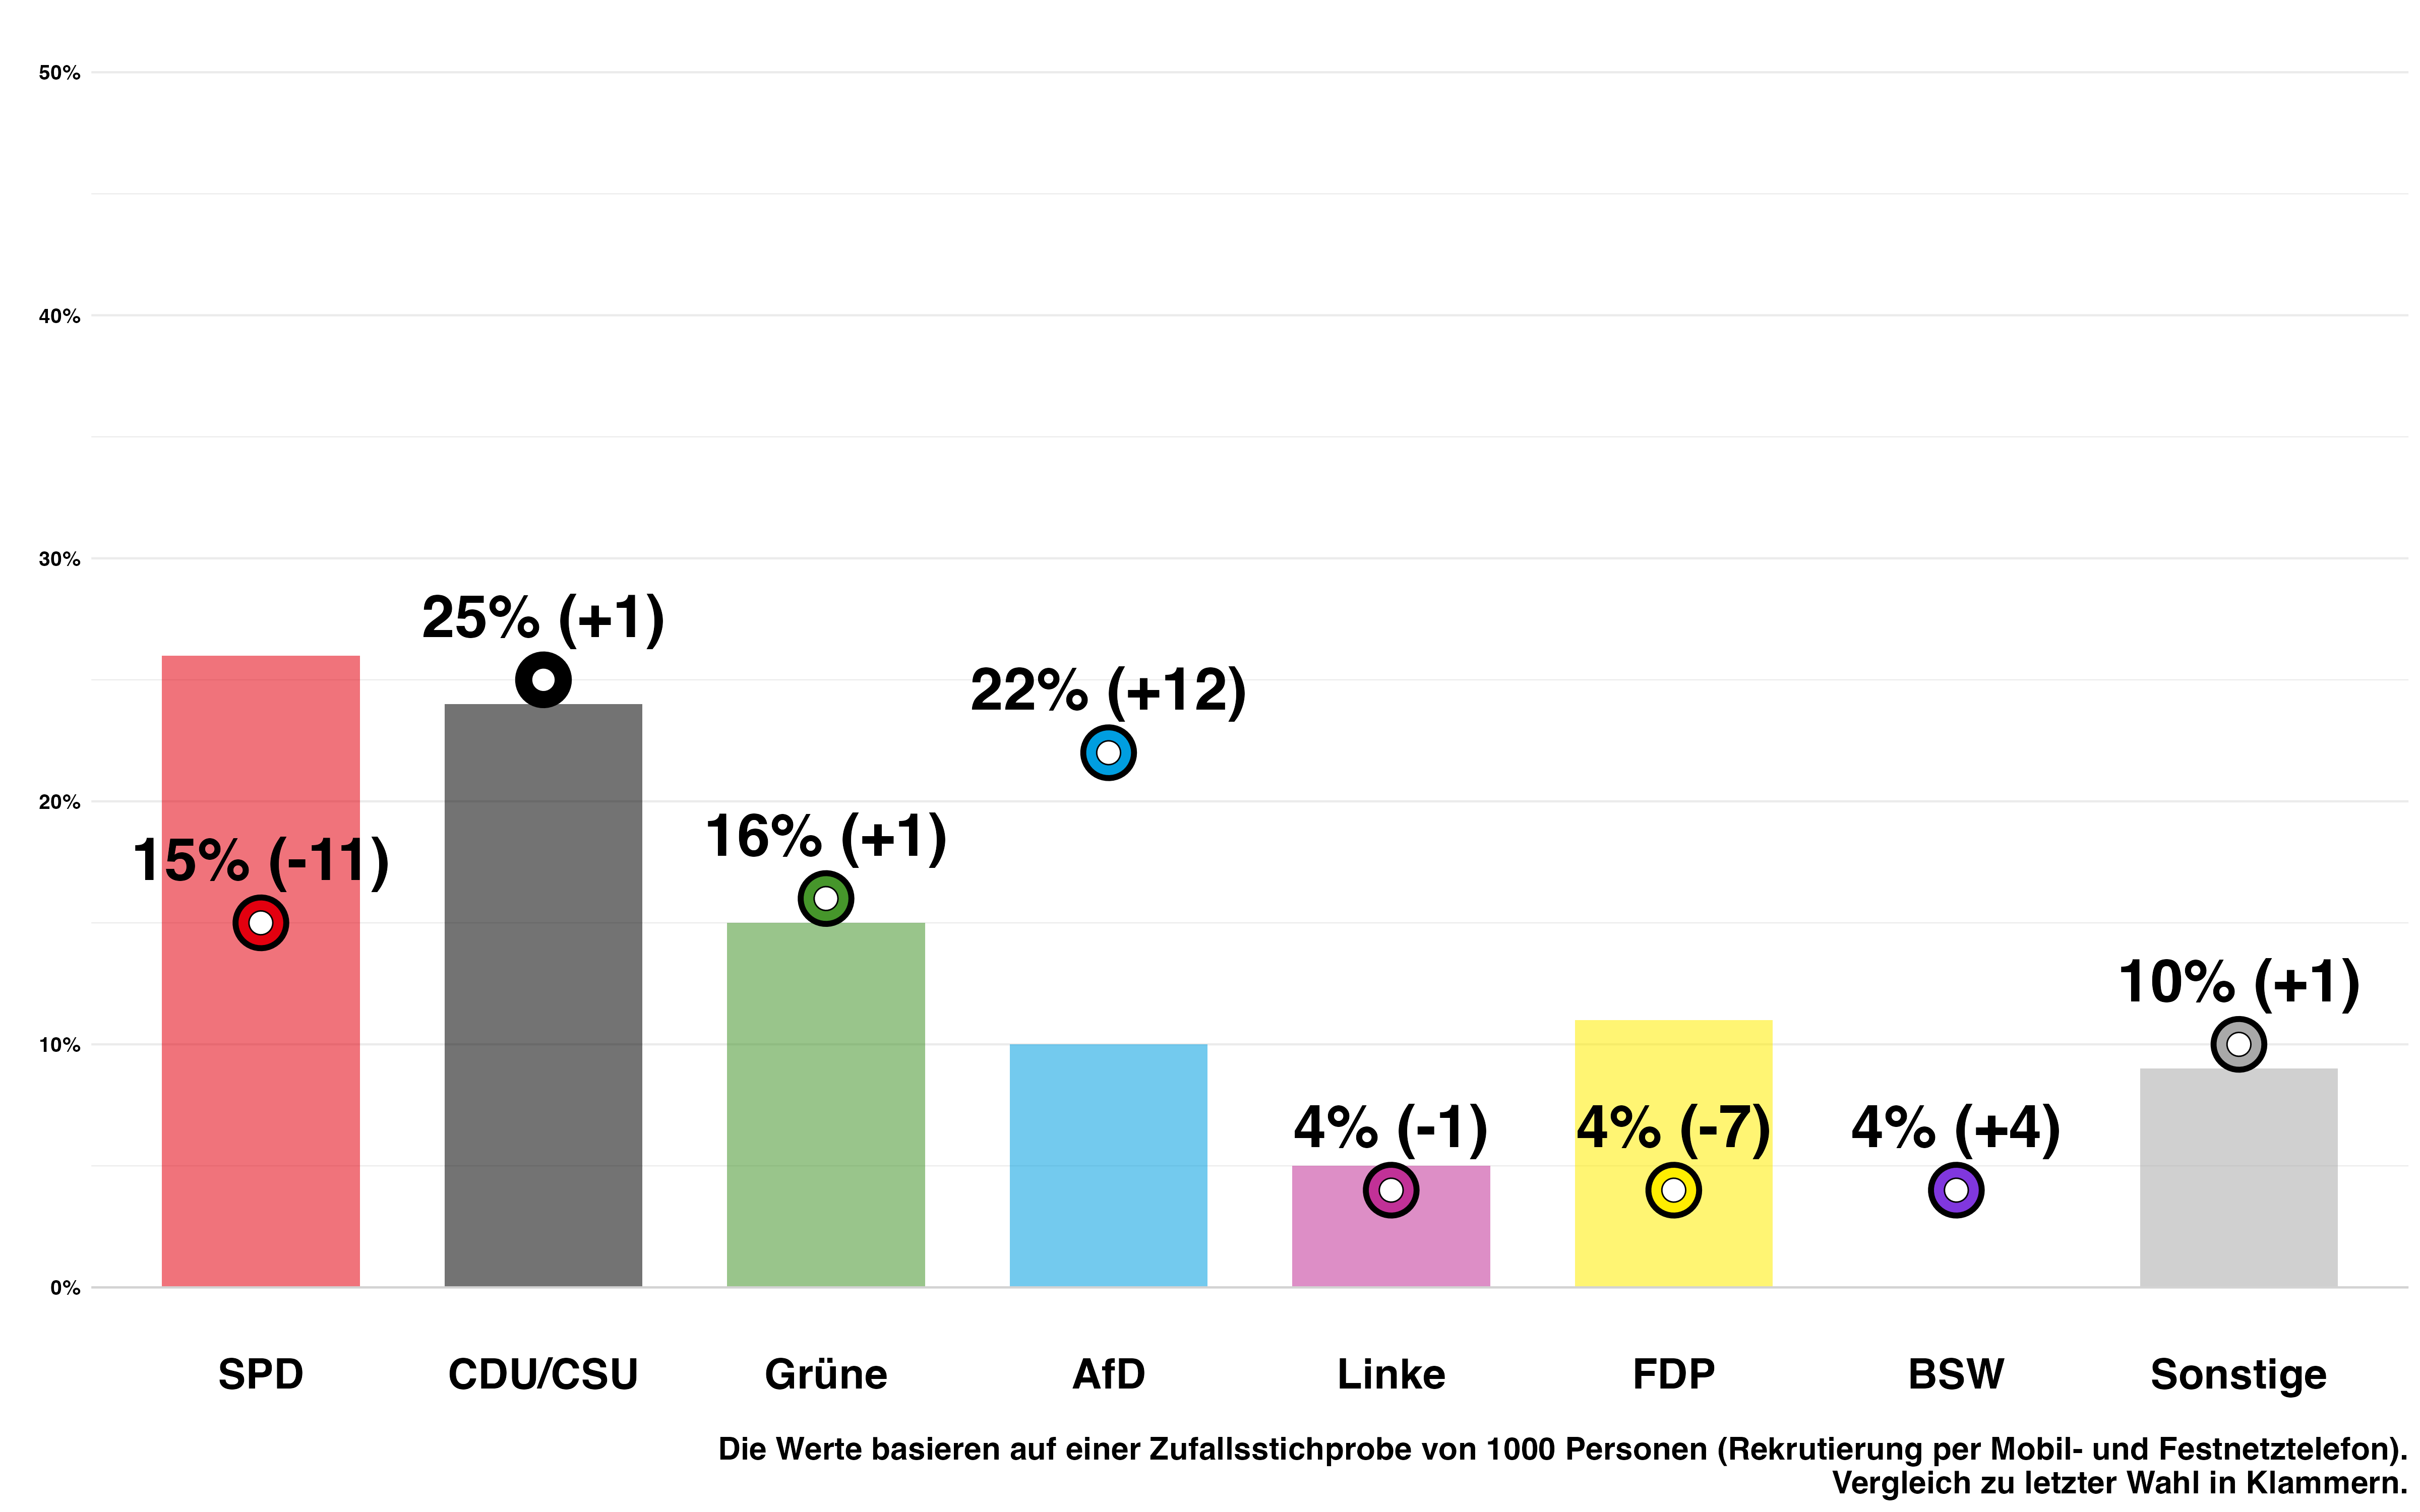 50%
40%
30%
20%
10%
0%
15% (-11)
25% (+1)
16% (+1)
22% (+12)
4% (-1)
4% (-7)
4% (+4)
10% (+1)
SPD
CDU/CSU
Grüne
AfD
Linke
FDP
BSW
Sonstige
Die Werte basieren auf einer Zufallsstichprobe von 1000 Personen (Rekrutierung per Mobil- und Festnetztelefon).
Vergleich zu letzter Wahl in Klammern.